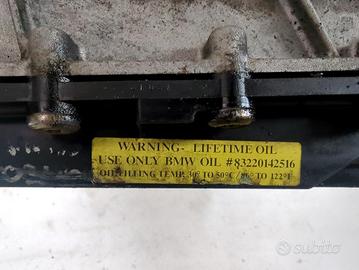 WARNING- LIFETIME OIL
USE ONLY BMW OIL #83220142516
OIL FILLING TEMP. 30° TO 50°C / 86° TO 122°F
subito